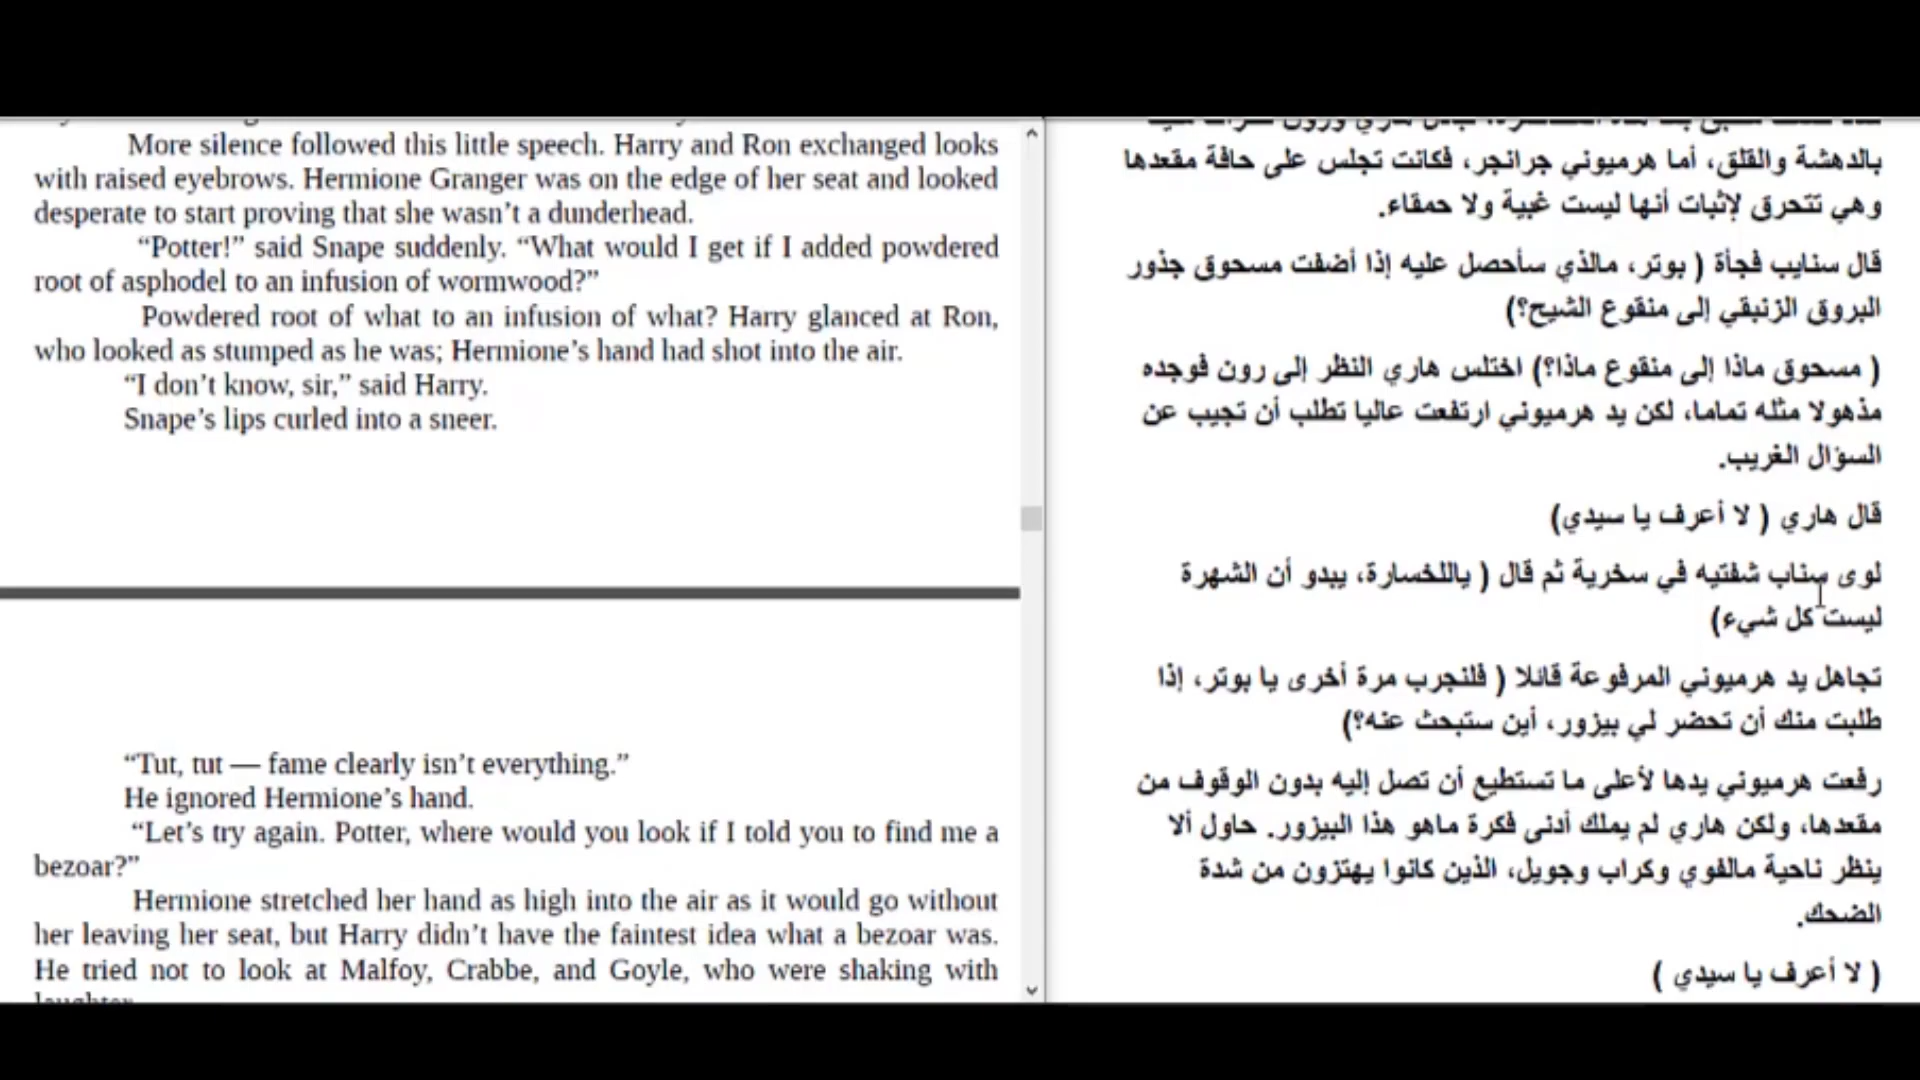 More silence followed this little speech. Harry and Ron exchanged looks
with raised eyebrows. Hermione Granger was on the edge of her seat and looked
desperate to start proving that she wasn’t a dunderhead.
“Potter!” said Snape suddenly. “What would I get if I added powdered
root of asphodel to an infusion of wormwood?”
Powdered root of what to an infusion of what? Harry glanced at Ron,
who looked as stumped as he was; Hermione’s hand had shot into the air.
“I don’t know, sir,” said Harry.
Snape’s lips curled into a sneer.
“Tut, tut — fame clearly isn’t everything.”
He ignored Hermione’s hand.
“Let’s try again. Potter, where would you look if I told you to find me a
bezoar?”
Hermione stretched her hand as high into the air as it would go without
her leaving her seat, but Harry didn’t have the faintest idea what a bezoar was.
He tried not to look at Malfoy, Crabbe, and Goyle, who were shaking with
بالدهشة والقلق، أما هرميوني جرانجر، فكانت تجلس على حافة مقعدها
وهي تتحرق لإثبات أنها ليست غبية ولا حمقاء.
قال سنايب فجأة ( بوتر، مالذي سأحصل عليه إذا أضفت مسحوق جذور
البروق الزنبقي إلى منقوع الشيح؟)
( مسحوق ماذا إلى منقوع ماذا؟) اختلس هاري النظر إلى رون فوجده
مذهولا مثله تماما، لكن يد هرميوني ارتفعت عاليا تطلب أن تجيب عن
السؤال الغريب.
قال هاري ( لا أعرف يا سيدي)
لوى سناب شفتيه في سخرية ثم قال ( ياللخسارة، يبدو أن الشهرة
ليست كل شيء)
تجاهل يد هرميوني المرفوعة قائلا ( فلنجرب مرة أخرى يا بوتر، إذا
طلبت منك أن تحضر لي بيزور، أين ستبحث عنه؟)
رفعت هرميوني يدها لأعلى ما تستطيع أن تصل إليه بدون الوقوف من
مقعدها، ولكن هاري لم يملك أدنى فكرة ماهو هذا البيزور. حاول ألا
ينظر ناحية مالفوي وكراب وجويل، الذين كانوا يهتزون من شدة
الضحك.
( لا أعرف يا سيدي )